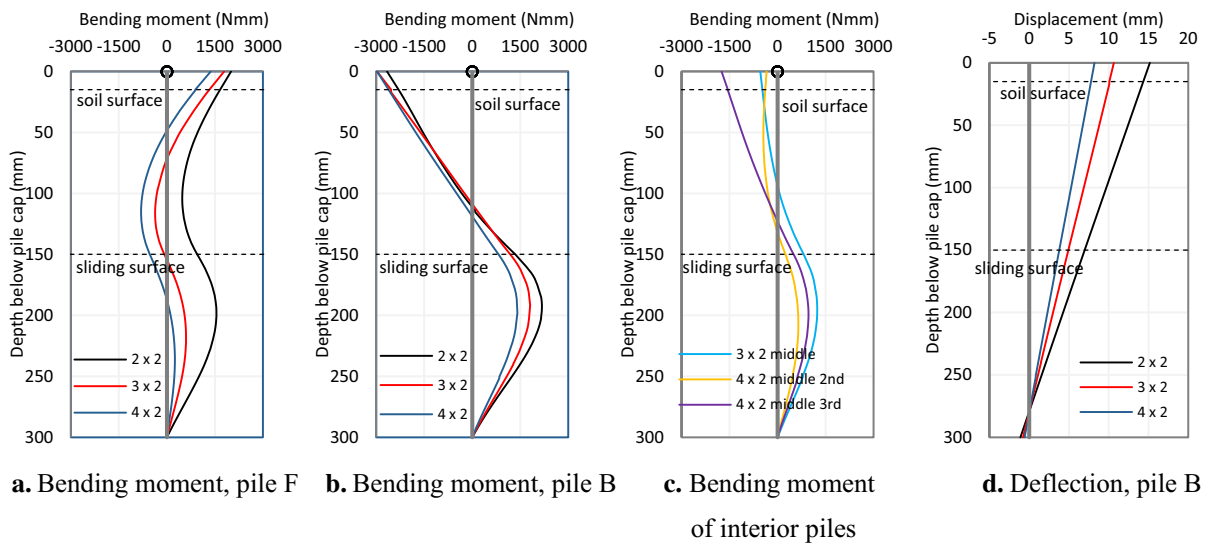 Bending moment (Nmm)
-3000 -1500 0 1500 3000
0
50
100
150
200
250
300
Depth below pile cap (mm)
soil surface
sliding surface
2 x 2
3 x 2
4 x 2
a. Bending moment, pile F
Bending moment (Nmm)
-3000 -1500 0 1500 3000
0
50
100
150
200
250
300
Depth below pile cap (mm)
soil surface
sliding surface
2 x 2
3 x 2
4 x 2
b. Bending moment, pile B
Bending moment (Nmm)
-3000 -1500 0 1500 3000
0
50
100
150
200
250
300
Depth below pile cap (mm)
soil surface
sliding surface
3 x 2 middle
4 x 2 middle 2nd
4 x 2 middle 3rd
c. Bending moment
of interior piles
Displacement (mm)
-5 0 5 10 15 20
0
50
100
150
200
250
300
Depth below pile cap (mm)
soil surface
sliding surface
2 x 2
3 x 2
4 x 2
d. Deflection, pile B